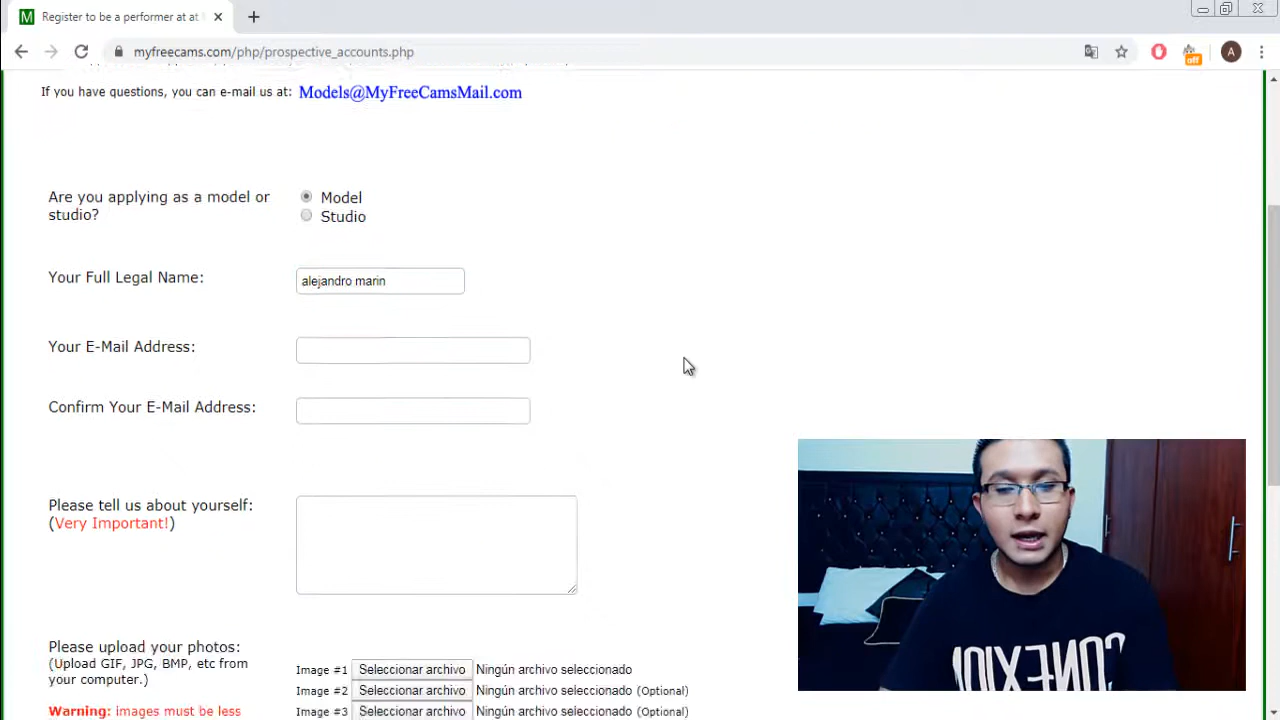 Register to be a performer at at
myfreecams.com/php/prospective_accounts.php
off
A
If you have questions, you can e-mail us at: Models@MyFreeCamsMail.com
Are you applying as a model or
studio?
Model
Studio
Your Full Legal Name:
alejandro marin
Your E-Mail Address:
Confirm Your E-Mail Address:
Please tell us about yourself:
(Very Important!)
Please upload your photos:
(Upload GIF, JPG, BMP, etc from
your computer.)
Image #1 Seleccionar archivo Ningún archivo seleccionado
Image #2 Seleccionar archivo Ningún archivo seleccionado (Optional)
Warning: images must be less
Image #3 Seleccionar archivo Ningún archivo seleccionado (Optional)
CONEXION